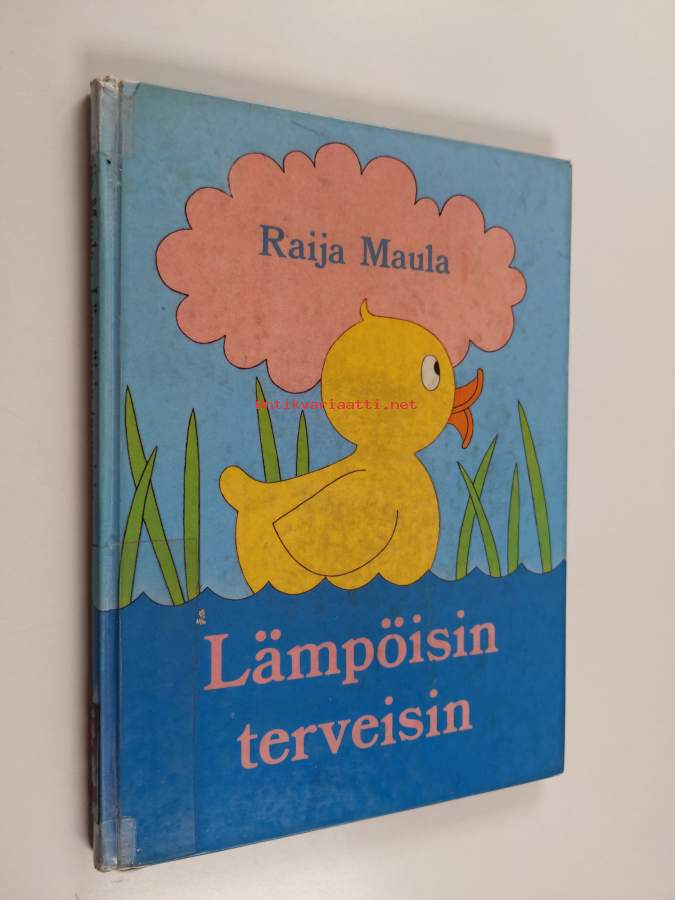 Raija Maula
antikvariaatti.net
Lämpöisin
terveisin